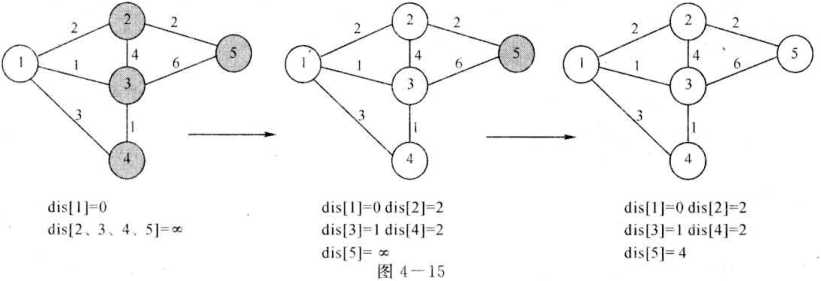 1 2 3 4 5 2 1 3 4 2 6 1
1 2 3 4 5 2 1 3 4 2 6 1
1 2 3 4 5 2 1 3 4 2 6 1
dis[1]=0
dis[2、3、4、5]=∞
dis[1]=0 dis[2]=2
dis[3]=1 dis[4]=2
dis[5]= ∞
dis[1]=0 dis[2]=2
dis[3]=1 dis[4]=2
dis[5]= 4
图 4－15